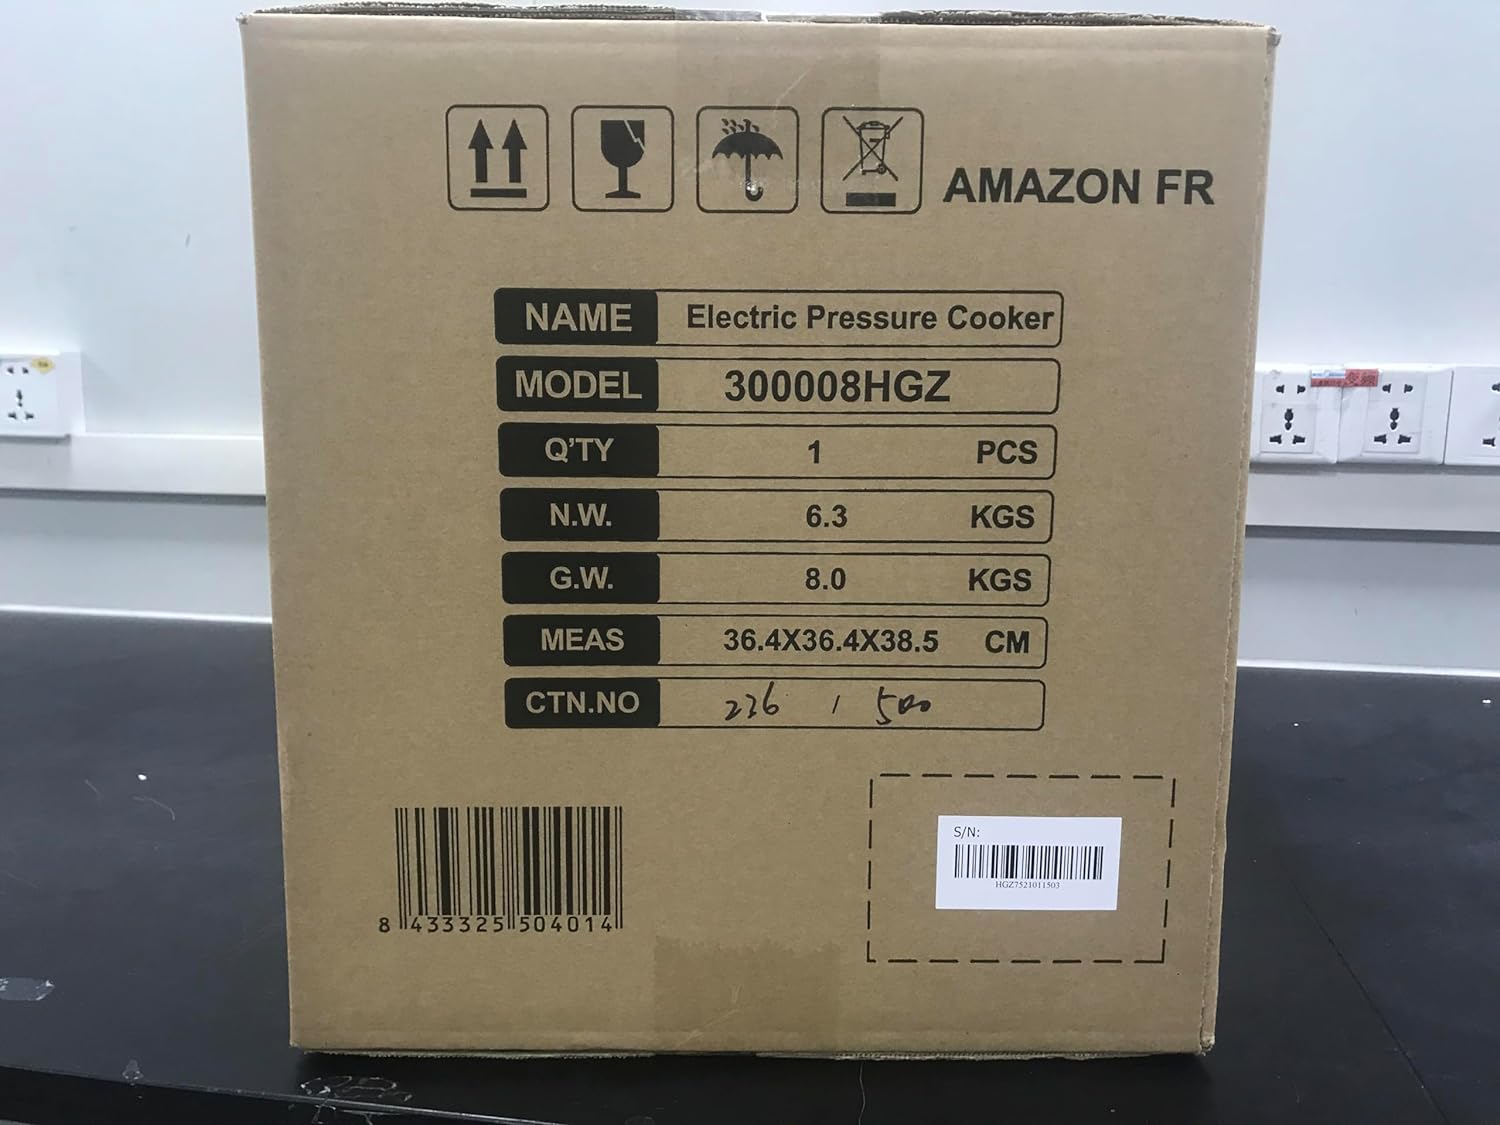 AMAZON FR
NAME Electric Pressure Cooker
MODEL 300008HGZ
Q'TY 1 PCS
N.W. 6.3 KGS
G.W. 8.0 KGS
MEAS 36.4X36.4X38.5 CM
CTN.NO 236 / 500
8 433325 504014
S/N:
HGZ7521011503